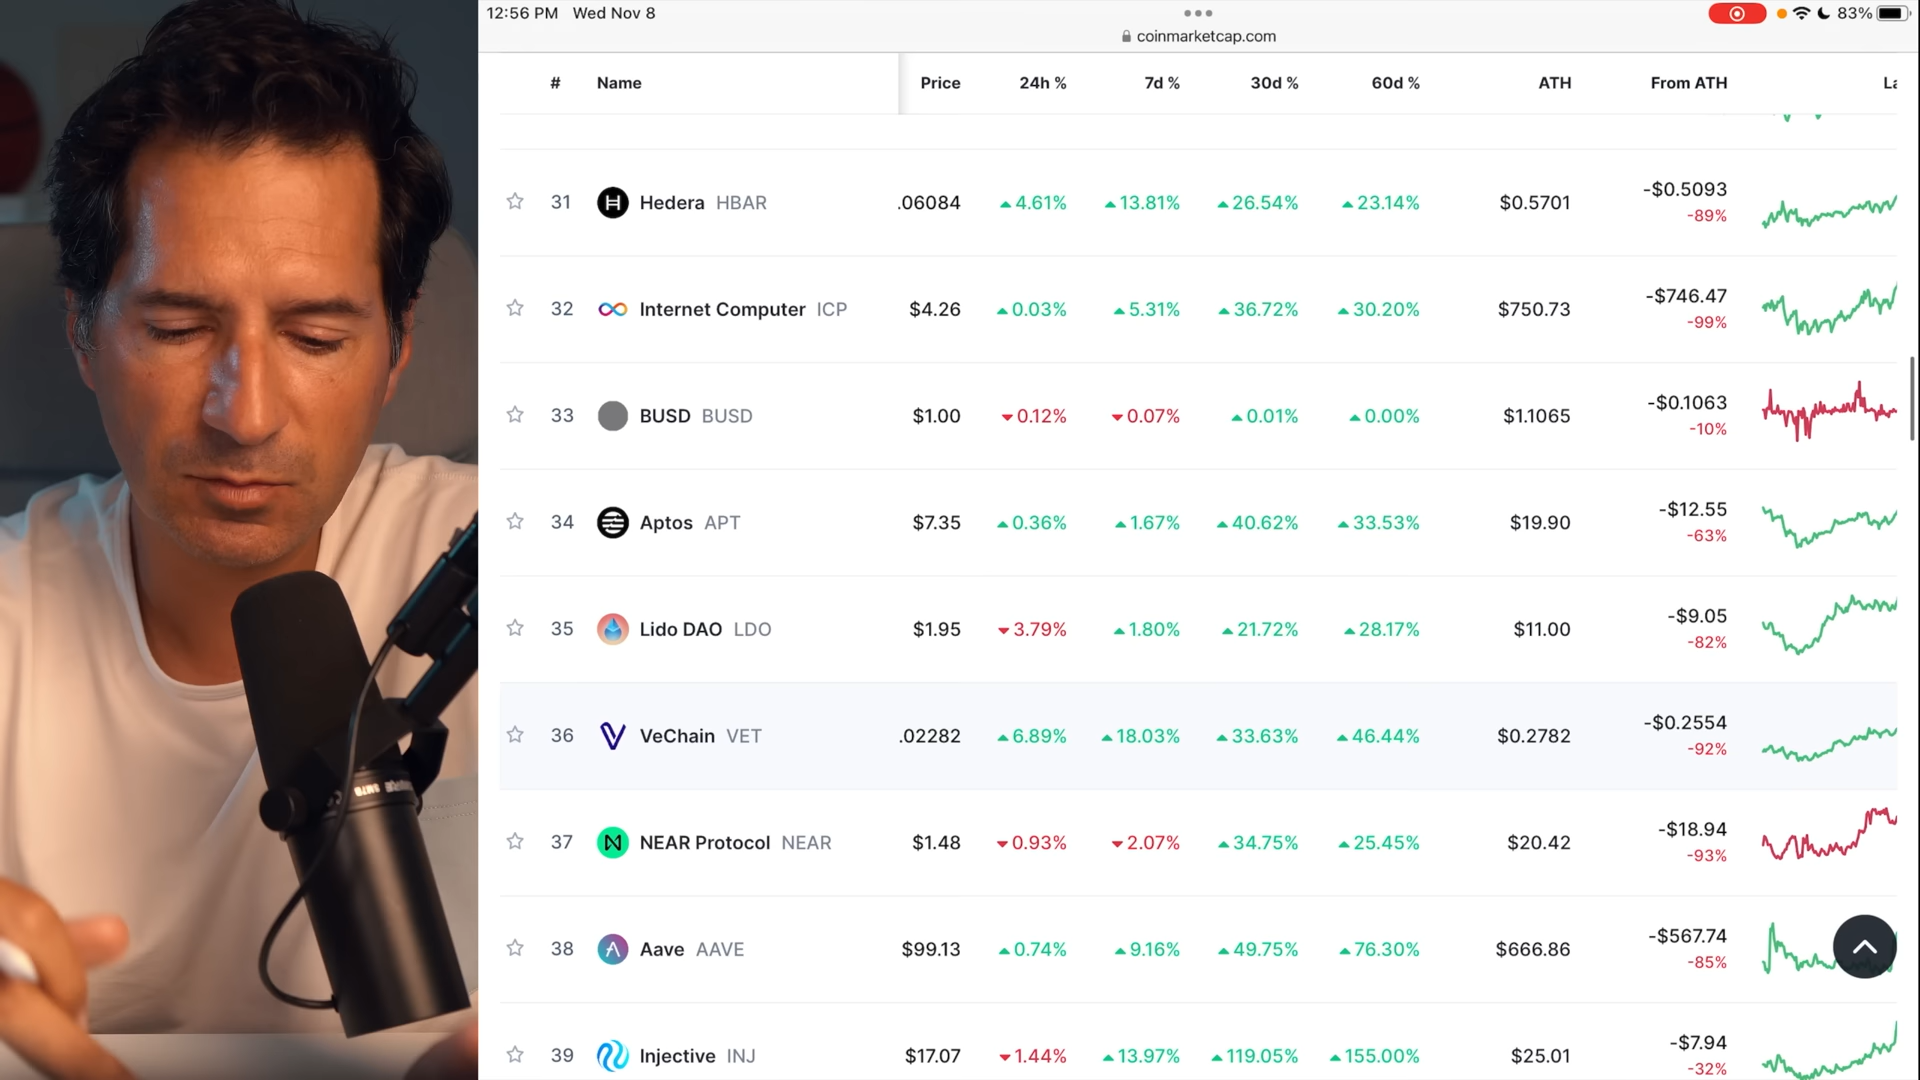 12:56 PM Wed Nov 8
83%
coinmarketcap.com
# Name Price 24h % 7d % 30d % 60d % ATH From ATH La
31 Hedera HBAR .06084 4.61% 13.81% 26.54% 23.14% $0.5701 -$0.5093
-89%
32 Internet Computer ICP $4.26 0.03% 5.31% 36.72% 30.20% $750.73 -$746.47
-99%
33 BUSD BUSD $1.00 0.12% 0.07% 0.01% 0.00% $1.1065 -$0.1063
-10%
34 Aptos APT $7.35 0.36% 1.67% 40.62% 33.53% $19.90 -$12.55
-63%
35 Lido DAO LDO $1.95 3.79% 1.80% 21.72% 28.17% $11.00 -$9.05
-82%
36 VeChain VET .02282 6.89% 18.03% 33.63% 46.44% $0.2782 -$0.2554
-92%
37 NEAR Protocol NEAR $1.48 0.93% 2.07% 34.75% 25.45% $20.42 -$18.94
-93%
38 Aave AAVE $99.13 0.74% 9.16% 49.75% 76.30% $666.86 -$567.74
-85%
39 Injective INJ $17.07 1.44% 13.97% 119.05% 155.00% $25.01 -$7.94
-32%